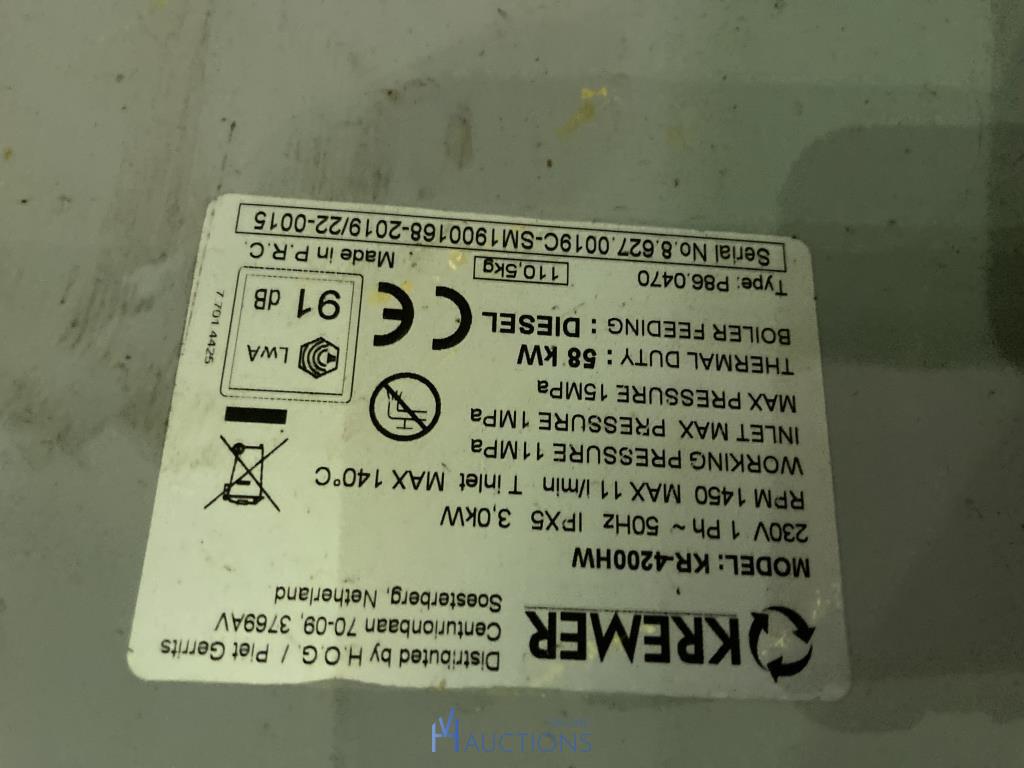 KREMER
Distributed by H.O.G. / Piet Gerrits
Centurionbaan 70-09, 3769AV
Soesterberg, Netherland
MODEL: KR-4200HW
230V 1 Ph ~ 50Hz IPX5 3,0kW
RPM 1450 MAX 11 l/min T inlet MAX 140°C
WORKING PRESSURE 11MPa
INLET MAX PRESSURE 1MPa
MAX PRESSURE 15MPa
THERMAL DUTY : 58 kW
BOILER FEEDING : DIESEL
Type: P86.0470
110,5kg
CE
LwA
91 dB
Made in P.R.C.
Serial No.8.627.0019C-SM1900168-2019/22-0015
7.701.4425
AUCTIONS